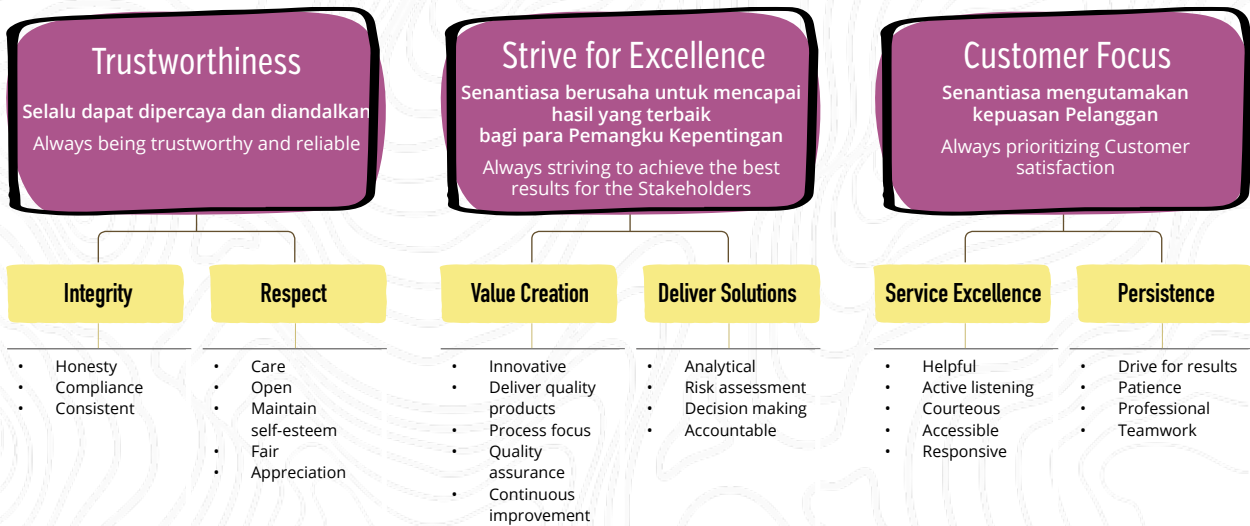 Trustworthiness
Selalu dapat dipercaya dan diandalkan
Always being trustworthy and reliable
Integrity
• Honesty
• Compliance
• Consistent
Respect
• Care
• Open
• Maintain
self-esteem
• Fair
• Appreciation
Strive for Excellence
Senantiasa berusaha untuk mencapai
hasil yang terbaik
bagi para Pemangku Kepentingan
Always striving to achieve the best
results for the Stakeholders
Value Creation
• Innovative
• Deliver quality
products
• Process focus
• Quality
assurance
• Continuous
improvement
Deliver Solutions
• Analytical
• Risk assessment
• Decision making
• Accountable
Customer Focus
Senantiasa mengutamakan
kepuasan Pelanggan
Always prioritizing Customer
satisfaction
Service Excellence
• Helpful
• Active listening
• Courteous
• Accessible
• Responsive
Persistence
• Drive for results
• Patience
• Professional
• Teamwork